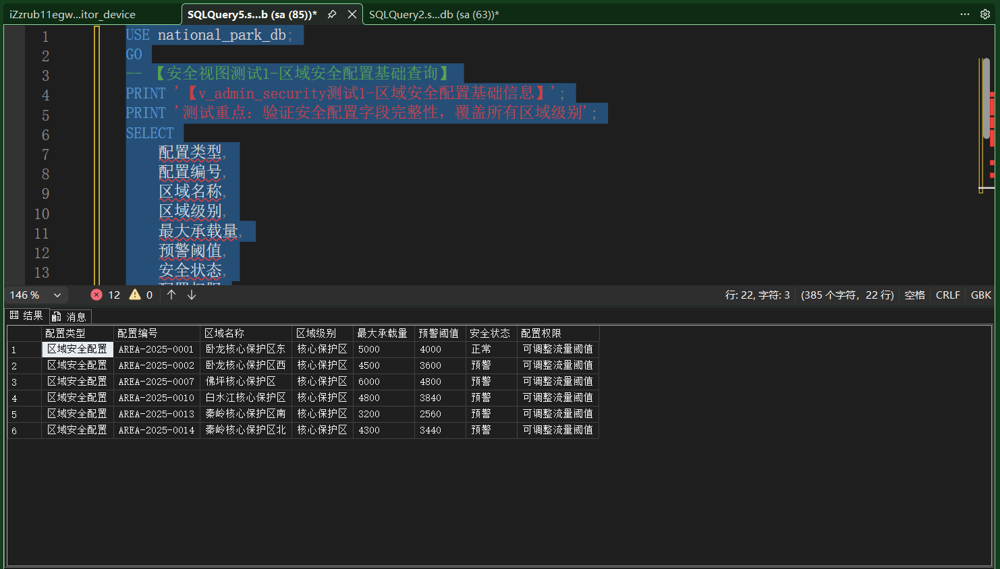 iZzrub11egw...itor_device SQLQuery5.s...b (sa (85))* SQLQuery2.s...db (sa (63))*
1 USE national_park_db;
2 GO
3 -- 【安全视图测试1-区域安全配置基础查询】
4 PRINT '【v_admin_security测试1-区域安全配置基础信息】';
5 PRINT '测试重点：验证安全配置字段完整性，覆盖所有区域级别';
6 SELECT
7 配置类型,
8 配置编号,
9 区域名称,
10 区域级别,
11 最大承载量,
12 预警阈值,
13 安全状态,
146 % 12 0 行: 22, 字符: 3 (385 个字符，22 行) 空格 CRLF GBK
结果 消息
配置类型 配置编号 区域名称 区域级别 最大承载量 预警阈值 安全状态 配置权限
1 区域安全配置 AREA-2025-0001 卧龙核心保护区东 核心保护区 5000 4000 正常 可调整流量阈值
2 区域安全配置 AREA-2025-0002 卧龙核心保护区西 核心保护区 4500 3600 预警 可调整流量阈值
3 区域安全配置 AREA-2025-0007 佛坪核心保护区 核心保护区 6000 4800 预警 可调整流量阈值
4 区域安全配置 AREA-2025-0010 白水江核心保护区 核心保护区 4800 3840 预警 可调整流量阈值
5 区域安全配置 AREA-2025-0013 秦岭核心保护区南 核心保护区 3200 2560 预警 可调整流量阈值
6 区域安全配置 AREA-2025-0014 秦岭核心保护区北 核心保护区 4300 3440 预警 可调整流量阈值